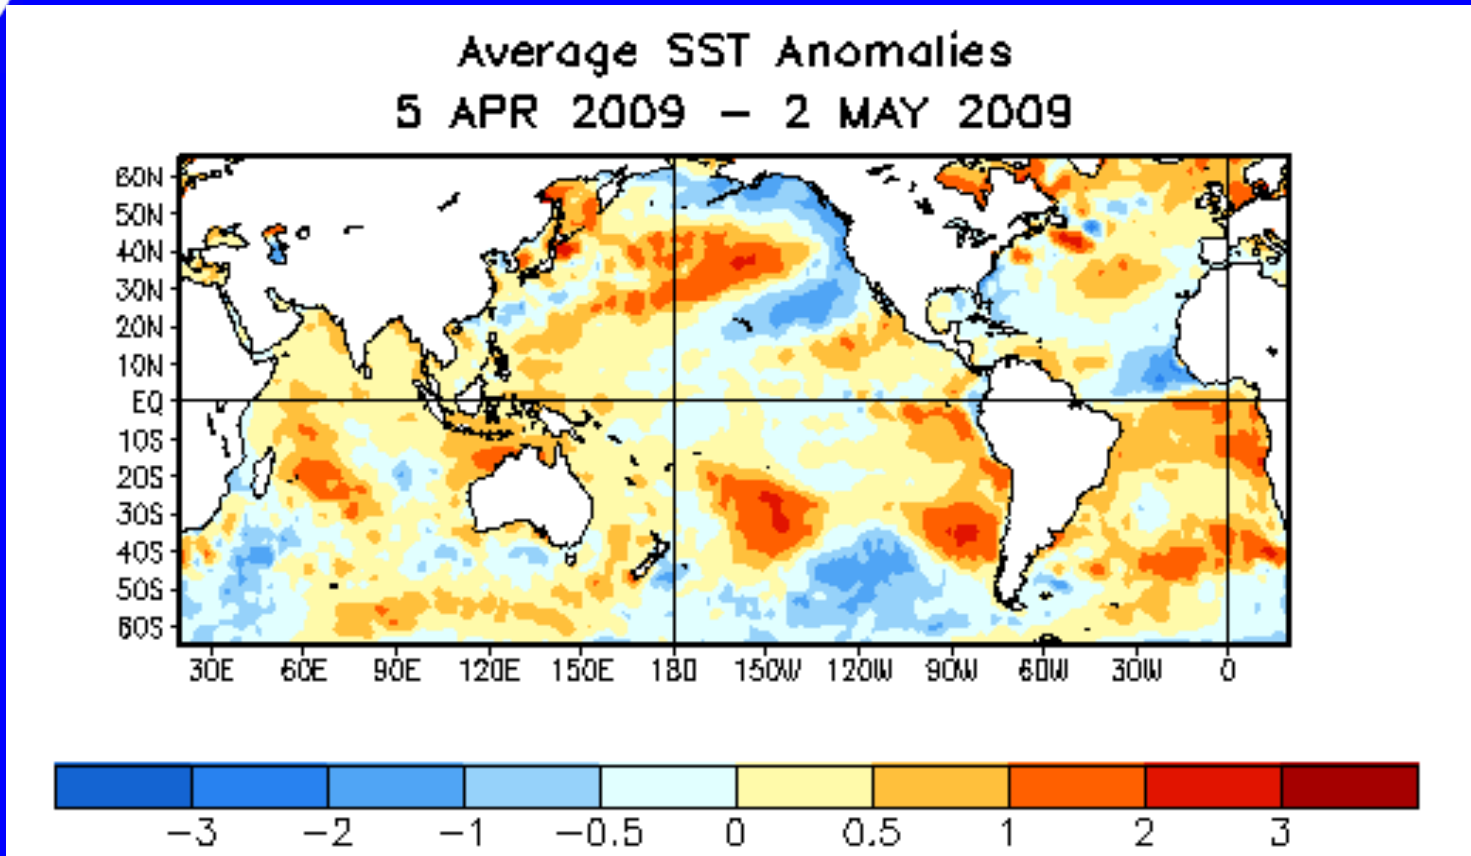 Average SST Anomalies
5 APR 2009 – 2 MAY 2009
60N
50N
40N
30N
20N
10N
EQ
10S
20S
30S
40S
50S
60S
30E 60E 90E 120E 150E 180 150W 120W 90W 60W 30W 0
-3 -2 -1 -0.5 0 0.5 1 2 3